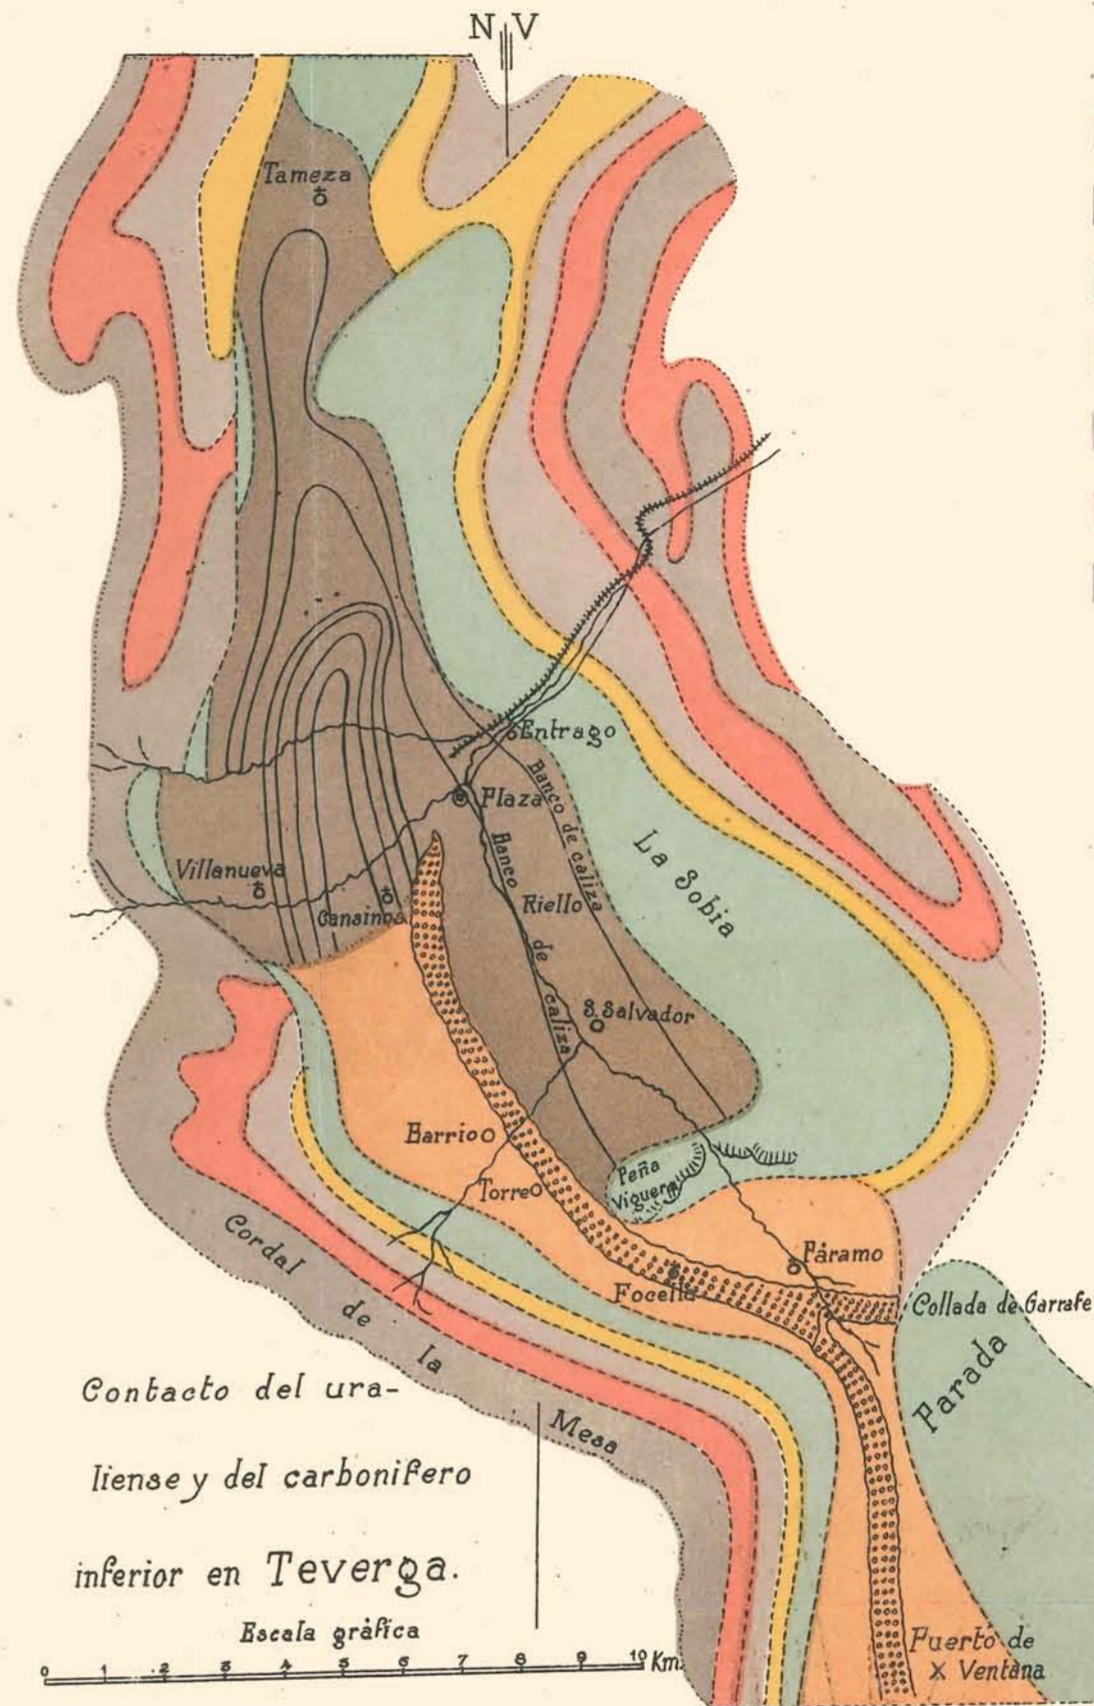 N V
Tameza
Entrago
Plaza
Banco de caliza
Banco de caliza
La Sobia
Villanueva
Cansinos
Riello
S. Salvador
Barrio
Torre
Peña
Viguera
Cordal de la Mesa
Páramo
Focella
Collada de Garrafe
Parada
Contacto del ura-
liense y del carbonifero
inferior en Teverga.
Escala gráfica
0 1 2 3 4 5 6 7 8 9 10 Km.
Puerto de
Ventana